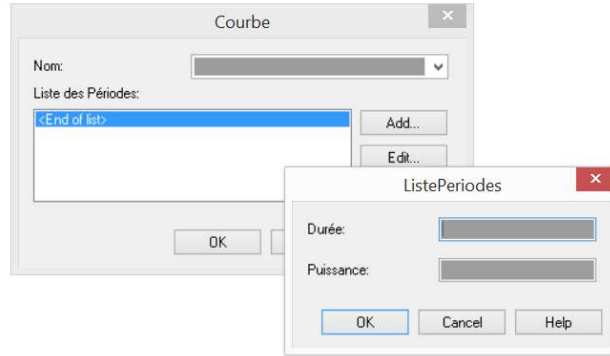 Courbe
Nom:
Liste des Périodes:
<End of list>
Add...
Edit...
OK
ListePeriodes
Durée:
Puissance:
OK Cancel Help